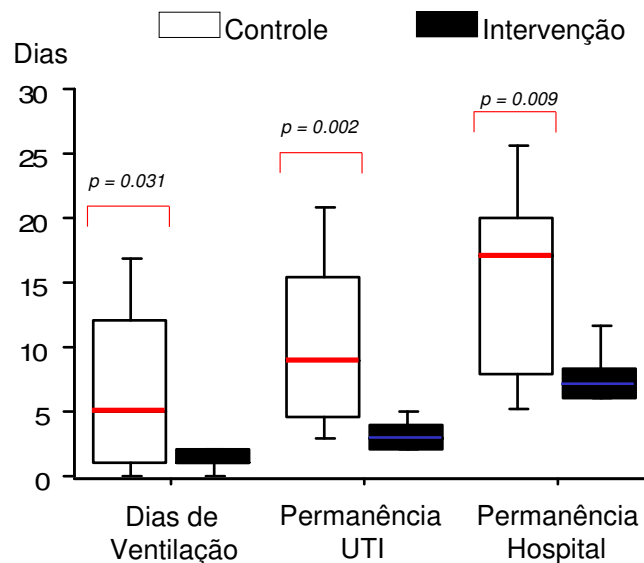 Controle
Intervenção
Dias
30
25
20
15
10
5
0
p = 0.031
p = 0.002
p = 0.009
Dias de
Ventilação
Permanência
UTI
Permanência
Hospital